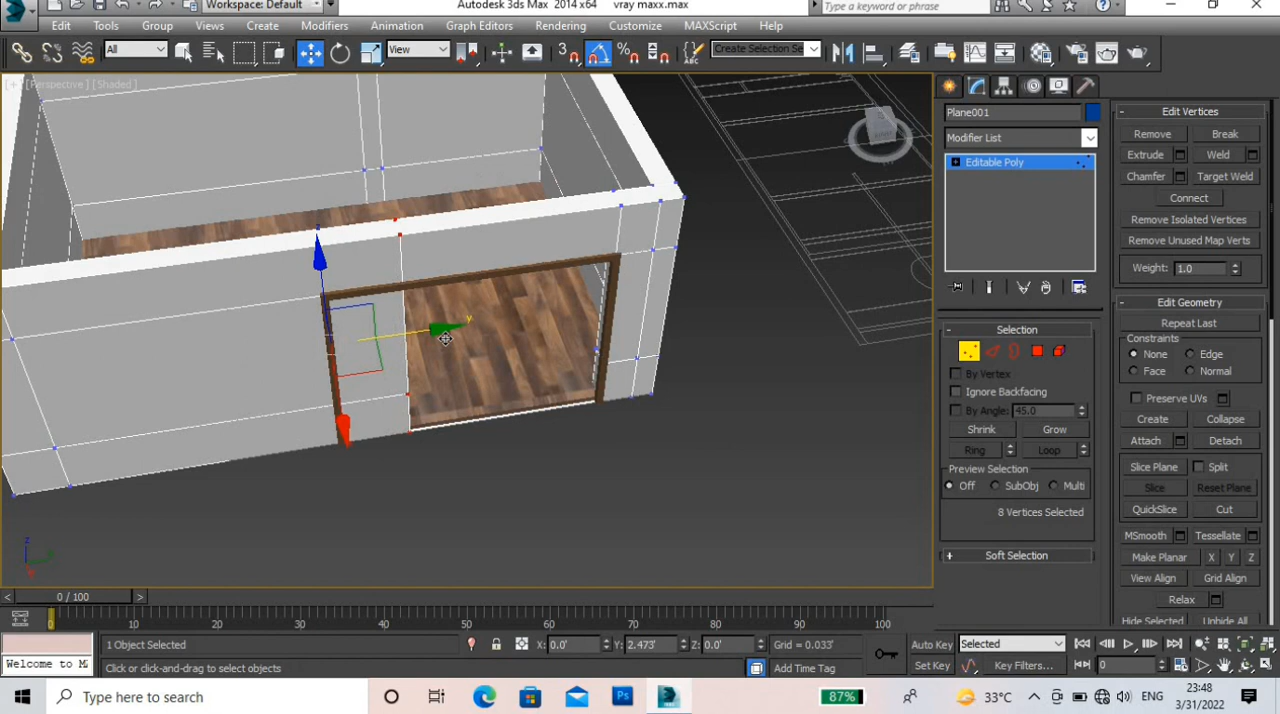 Workspace: Default
Autodesk 3ds Max 2014 x64
vray maxx.max
Type a keyword or phrase
Edit Tools Group Views Create Modifiers Animation Graph Editors Rendering Customize MAXScript Help
All
View
3
Create Selection Se
[+] [Perspective] [Shaded]
y
z
Plane001
Modifier List
Editable Poly
Selection
By Vertex
Ignore Backfacing
By Angle: 45.0
Shrink Grow
Ring Loop
Preview Selection
Off SubObj Multi
8 Vertices Selected
Soft Selection
Edit Vertices
Remove Break
Extrude Weld
Chamfer Target Weld
Connect
Remove Isolated Vertices
Remove Unused Map Verts
Weight: 1.0
Edit Geometry
Repeat Last
Constraints
None Edge
Face Normal
Preserve UVs
Create Collapse
Attach Detach
Slice Plane Split
Slice Reset Plane
QuickSlice Cut
MSmooth Tessellate
Make Planar X Y Z
View Align Grid Align
Relax
Hide Selected Unhide All
< 0 / 100 >
0 10 20 30 40 50 60 70 80 90 100
1 Object Selected
X: 0.0' Y: 2.473' Z: 0.0' Grid = 0.033'
Auto Key Selected
Welcome to M
Click or click-and-drag to select objects
Add Time Tag
Set Key Key Filters... 0
Type here to search
Ps
87%
33°C
ENG
23:48
3/31/2022